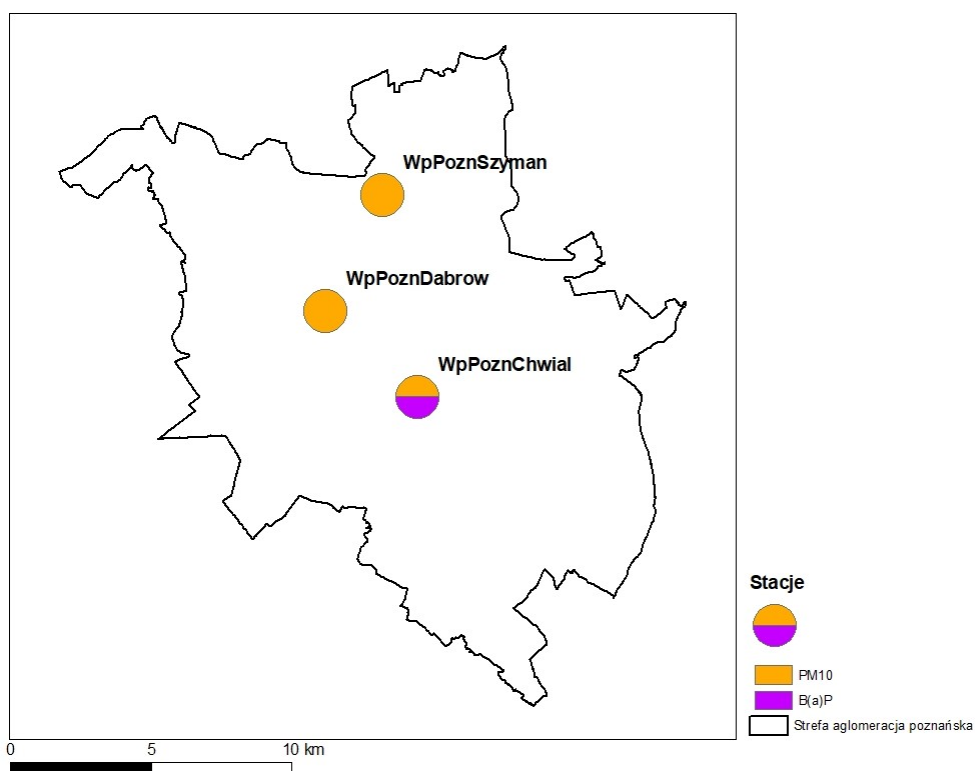 WpPoznSzyman
WpPoznDabrow
WpPoznChwial
Stacje
PM10
B(a)P
Strefa aglomeracja poznańska
0 5 10 km